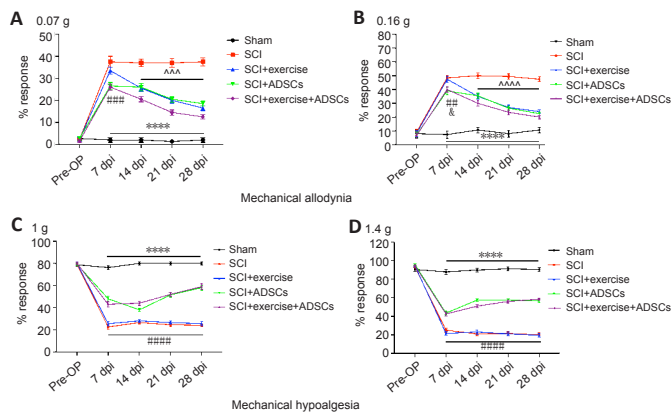 A 0.07 g
50
40
30
20
10
0
% response
^^^
###
****
Pre-OP
7 dpi
14 dpi
21 dpi
28 dpi
Sham
SCI
SCI+exercise
SCI+ADSCs
SCI+exercise+ADSCs
B 0.16 g
80
70
60
50
40
30
20
10
0
% response
^^^^
##
&
****
Pre-OP
7 dpi
14 dpi
21 dpi
28 dpi
Sham
SCI
SCI+exercise
SCI+ADSCs
SCI+exercise+ADSCs
Mechanical allodynia
C 1 g
100
80
60
40
20
0
% response
****
####
Pre-OP
7 dpi
14 dpi
21 dpi
28 dpi
Sham
SCI
SCI+exercise
SCI+ADSCs
SCI+exercise+ADSCs
D 1.4 g
120
100
80
60
40
20
0
% response
****
####
Pre-OP
7 dpi
14 dpi
21 dpi
28 dpi
Sham
SCI
SCI+exercise
SCI+ADSCs
SCI+exercise+ADSCs
Mechanical hypoalgesia